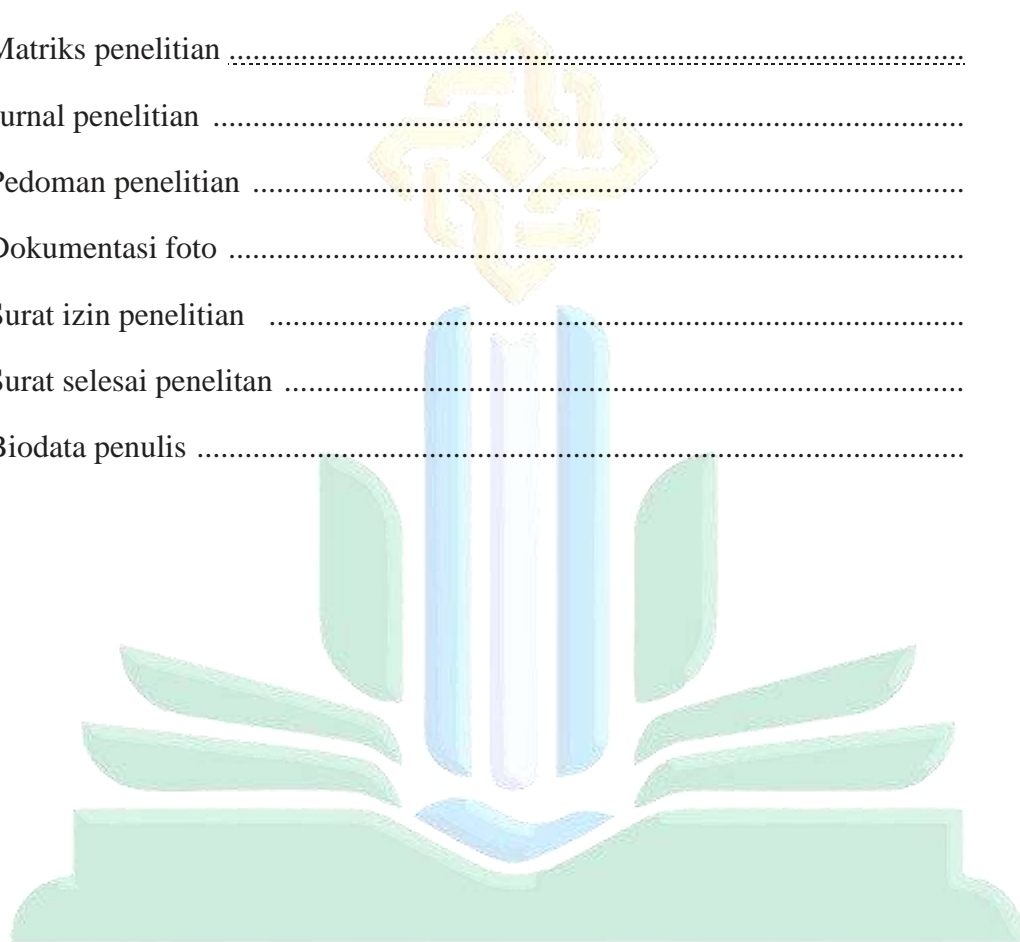 Matriks penelitian ..........................................................................................
urnal penelitian ............................................................................................
Pedoman penelitian .......................................................................................
Dokumentasi foto ..........................................................................................
Surat izin penelitian .....................................................................................
Surat selesai penelitan ...................................................................................
Biodata penulis ..............................................................................................